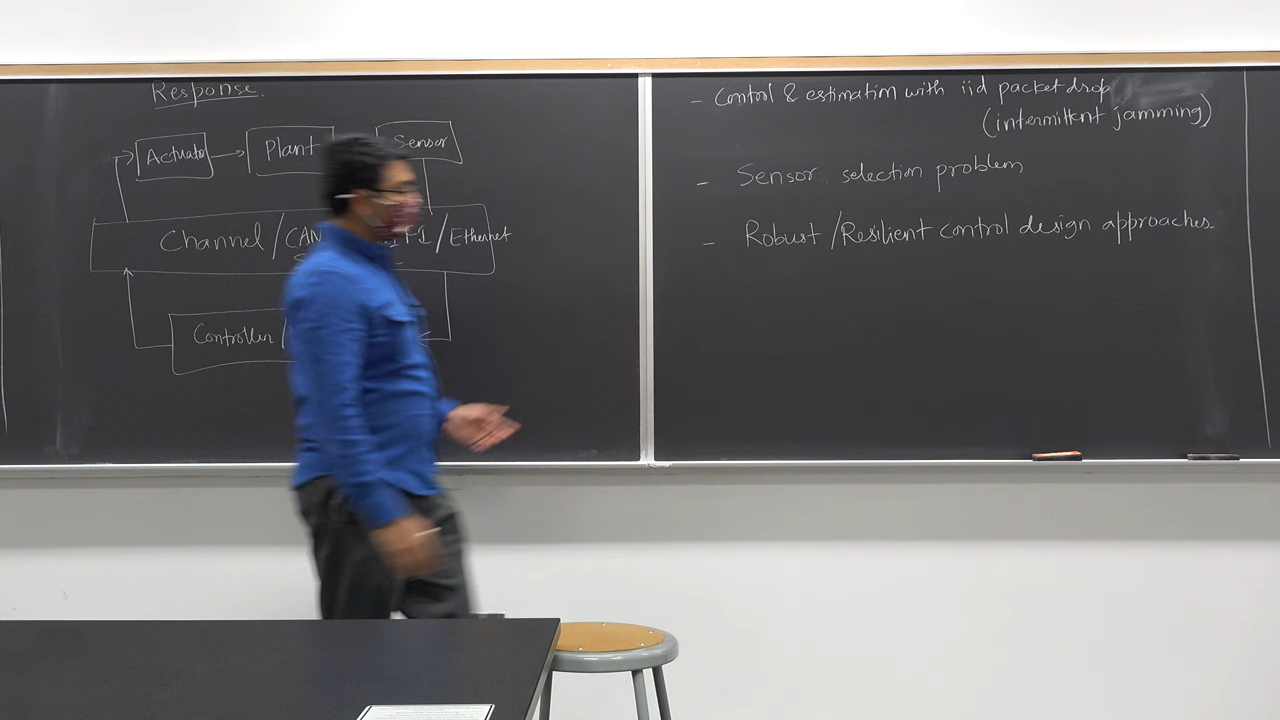 Response.
Actuator
Plant
Sensor
Channel / CAN / Ethernet
Controller /
- Control & estimation with iid packet drop
(intermittent jamming)
- Sensor selection problem
- Robust / Resilient control design approaches.